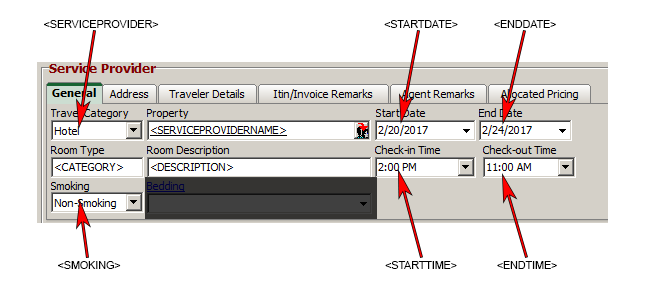 <SERVICEPROVIDER> <STARTDATE> <ENDDATE>
Service Provider
General Address Traveler Details Itin/Invoice Remarks Agent Remarks Allocated Pricing
Travel Category Property Start Date End Date
Hotel <SERVICEPROVIDERNAME> 2/20/2017 2/24/2017
Room Type Room Description Check-in Time Check-out Time
<CATEGORY> <DESCRIPTION> 2:00 PM 11:00 AM
Smoking Bedding
Non-Smoking
<SMOKING> <STARTTIME> <ENDTIME>